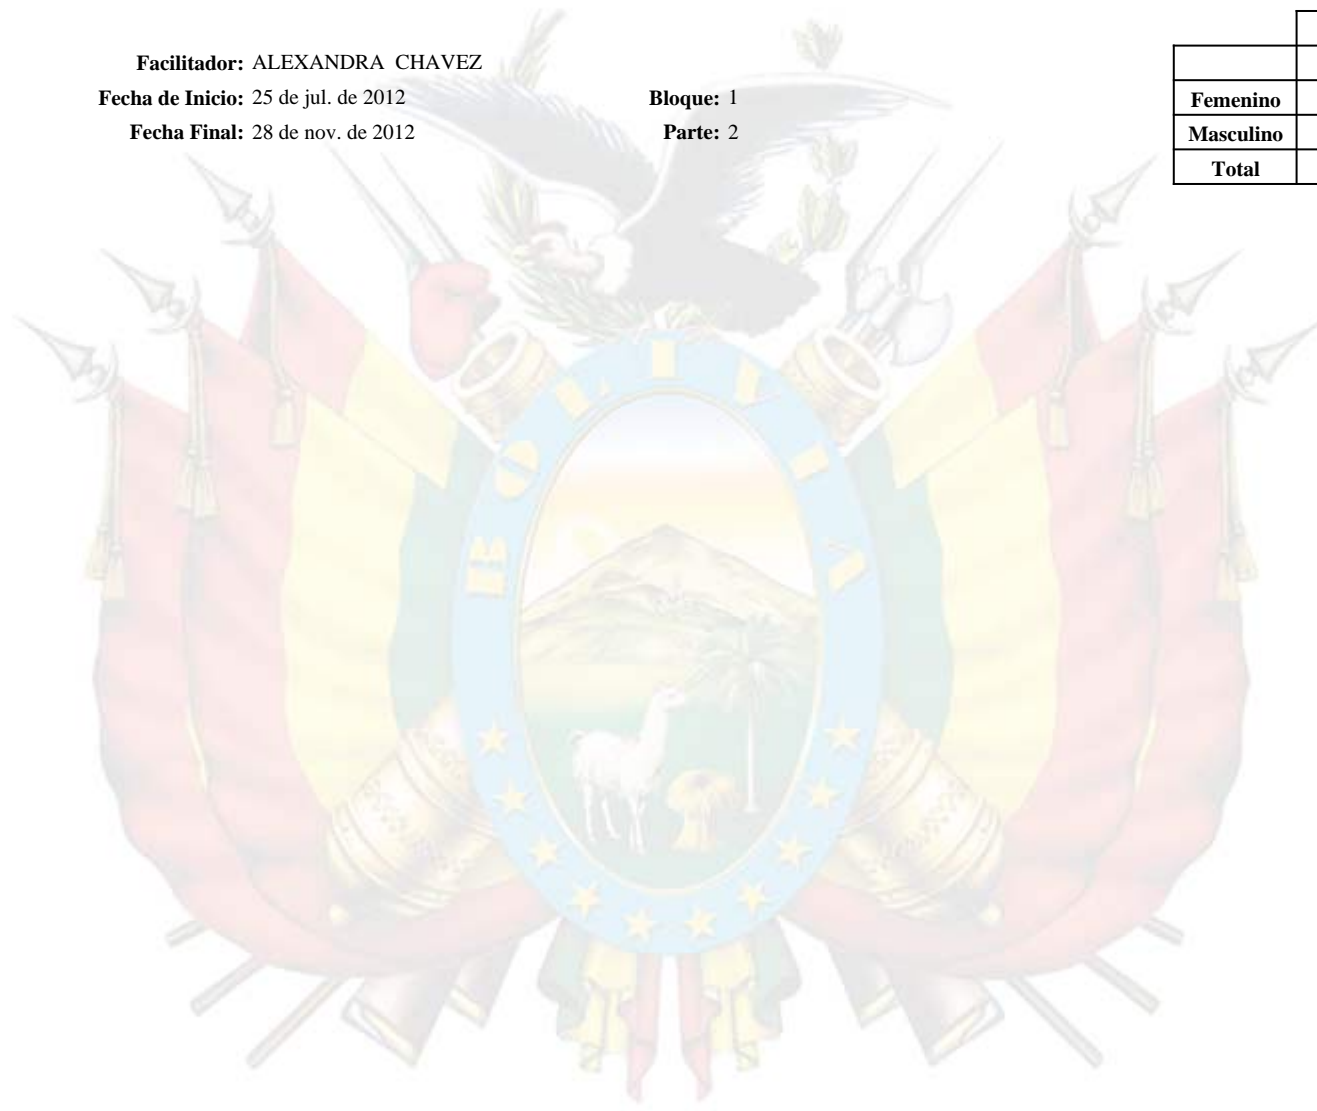 Facilitador: ALEXANDRA CHAVEZ
Fecha de Inicio: 25 de jul. de 2012
Bloque: 1
Fecha Final: 28 de nov. de 2012
Parte: 2
Femenino
Masculino
Total
BOLIVIA